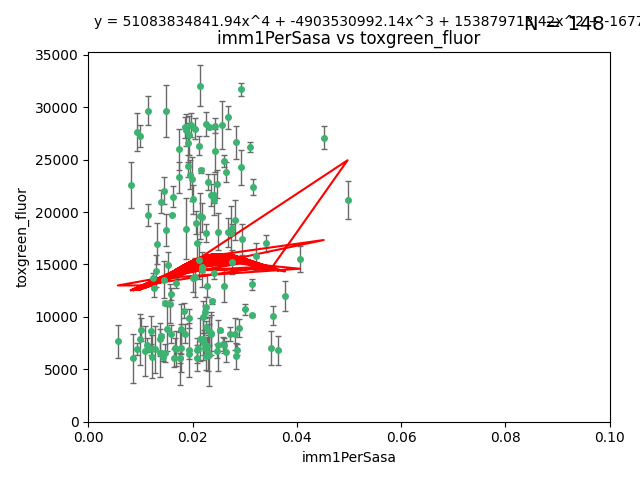 y = 51083834841.94x^4 + -4903530992.14x^3 + + -1677
N = 148
imm1PerSasa vs toxgreen_fluor
35000
30000
25000
20000
15000
10000
5000
0
toxgreen_fluor
0.00 0.02 0.04 0.06 0.08 0.10
imm1PerSasa